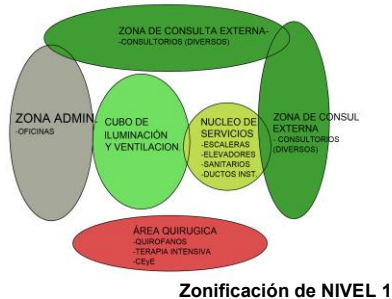 ZONA DE CONSULTA EXTERNA-
-CONSULTORIOS (DIVERSOS)
ZONA ADMIN.
-OFICINAS
CUBO DE
ILUMINACIÓN
Y VENTILACION.
NUCLEO DE
SERVICIOS
-ESCALERAS
-ELEVADORES
-SANITARIOS
-DUCTOS INST.
ZONA DE CONSUL
EXTERNA
- CONSULTORIOS
(DIVERSOS)
ÁREA QUIRUGICA
-QUIROFANOS
-TERAPIA INTENSIVA
-CEyE
Zonificación de NIVEL 1